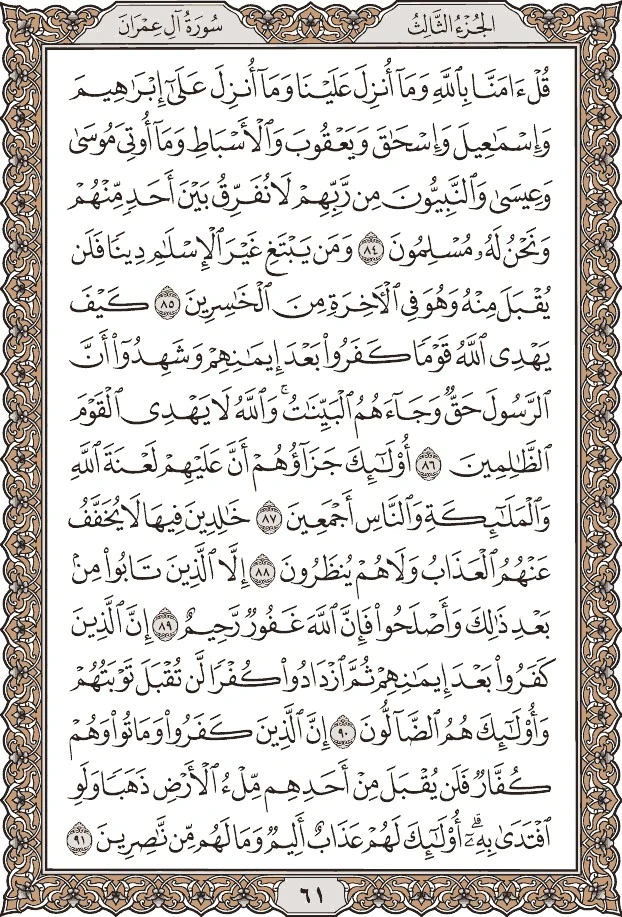 الجُزْءُ الثَّالِثُ
سُورَةُ آلِ عِمْرَانَ
قُلْ ءَامَنَّا بِٱللَّهِ وَمَآ أُنزِلَ عَلَيْنَا وَمَآ أُنزِلَ عَلَىٰٓ إِبْرَٰهِيمَ
وَإِسْمَٰعِيلَ وَإِسْحَٰقَ وَيَعْقُوبَ وَٱلْأَسْبَاطِ وَمَآ أُوتِىَ مُوسَىٰ
وَعِيسَىٰ وَٱلنَّبِيُّونَ مِن رَّبِّهِمْ لَا نُفَرِّقُ بَيْنَ أَحَدٍ مِّنْهُمْ
وَنَحْنُ لَهُۥ مُسْلِمُونَ ٨٤ وَمَن يَبْتَغِ غَيْرَ ٱلْإِسْلَٰمِ دِينًا فَلَن
يُقْبَلَ مِنْهُ وَهُوَ فِى ٱلْأَخِرَةِ مِنَ ٱلْخَٰسِرِينَ ٨٥ كَيْفَ
يَهْدِى ٱللَّهُ قَوْمًا كَفَرُوا۟ بَعْدَ إِيمَٰنِهِمْ وَشَهِدُوٓا۟ أَنَّ
ٱلرَّسُولَ حَقٌّ وَجَآءَهُمُ ٱلْبَيِّنَٰتُ ۚ وَٱللَّهُ لَا يَهْدِى ٱلْقَوْمَ
ٱلظَّٰلِمِينَ ٨٦ أُو۟لَٰٓئِكَ جَزَآؤُهُمْ أَنَّ عَلَيْهِمْ لَعْنَةَ ٱللَّهِ
وَٱلْمَلَٰٓئِكَةِ وَٱلنَّاسِ أَجْمَعِينَ ٨٧ خَٰلِدِينَ فِيهَا لَا يُخَفَّفُ
عَنْهُمُ ٱلْعَذَابُ وَلَا هُمْ يُنظَرُونَ ٨٨ إِلَّا ٱلَّذِينَ تَابُوا۟ مِنۢ
بَعْدِ ذَٰلِكَ وَأَصْلَحُوا۟ فَإِنَّ ٱللَّهَ غَفُورٌ رَّحِيمٌ ٨٩ إِنَّ ٱلَّذِينَ
كَفَرُوا۟ بَعْدَ إِيمَٰنِهِمْ ثُمَّ ٱزْدَادُوا۟ كُفْرًا لَّن تُقْبَلَ تَوْبَتُهُمْ
وَأُو۟لَٰٓئِكَ هُمُ ٱلضَّآلُّونَ ٩٠ إِنَّ ٱلَّذِينَ كَفَرُوا۟ وَمَاتُوا۟ وَهُمْ
كُفَّارٌ فَلَن يُقْبَلَ مِنْ أَحَدِهِم مِّلْءُ ٱلْأَرْضِ ذَهَبًا وَلَوِ
ٱفْتَدَىٰ بِهِۦٓ ۗ أُو۟لَٰٓئِكَ لَهُمْ عَذَابٌ أَلِيمٌ وَمَا لَهُم مِّن نَّٰصِرِينَ ٩١
٦١